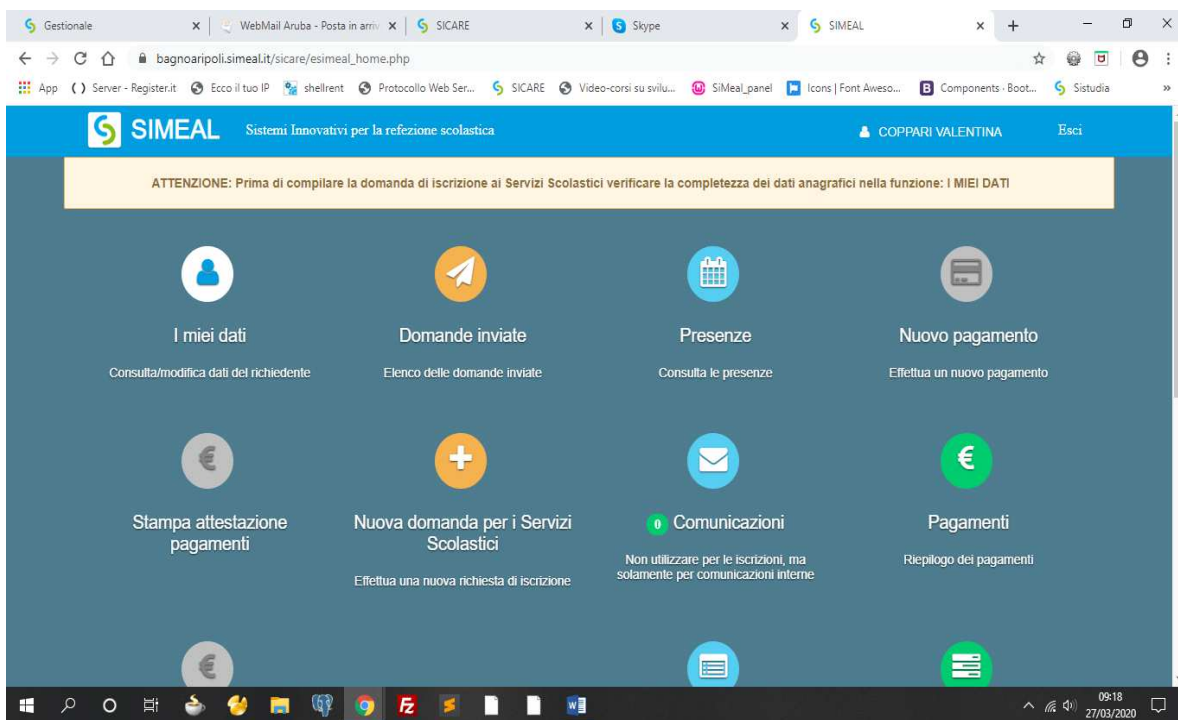 Gestionale
WebMail Aruba - Posta in arriv
SICARE
Skype
SIMEAL
bagnoaripoli.simeal.it/sicare/esimeal_home.php
App
Server - Register.it
Ecco il tuo IP
shellrent
Protocollo Web Ser...
SICARE
Video-corsi su svilu...
SiMeal_panel
Icons | Font Aweso...
Components · Boot...
Sistudia
»
SIMEAL
Sistemi Innovativi per la refezione scolastica
COPPARI VALENTINA
Esci
ATTENZIONE: Prima di compilare la domanda di iscrizione ai Servizi Scolastici verificare la completezza dei dati anagrafici nella funzione: I MIEI DATI
I miei dati
Consulta/modifica dati del richiedente
Domande inviate
Elenco delle domande inviate
Presenze
Consulta le presenze
Nuovo pagamento
Effettua un nuovo pagamento
Stampa attestazione
pagamenti
Nuova domanda per i Servizi
Scolastici
Effettua una nuova richiesta di iscrizione
0 Comunicazioni
Non utilizzare per le iscrizioni, ma
solamente per comunicazioni interne
Pagamenti
Riepilogo dei pagamenti
09:18
27/03/2020